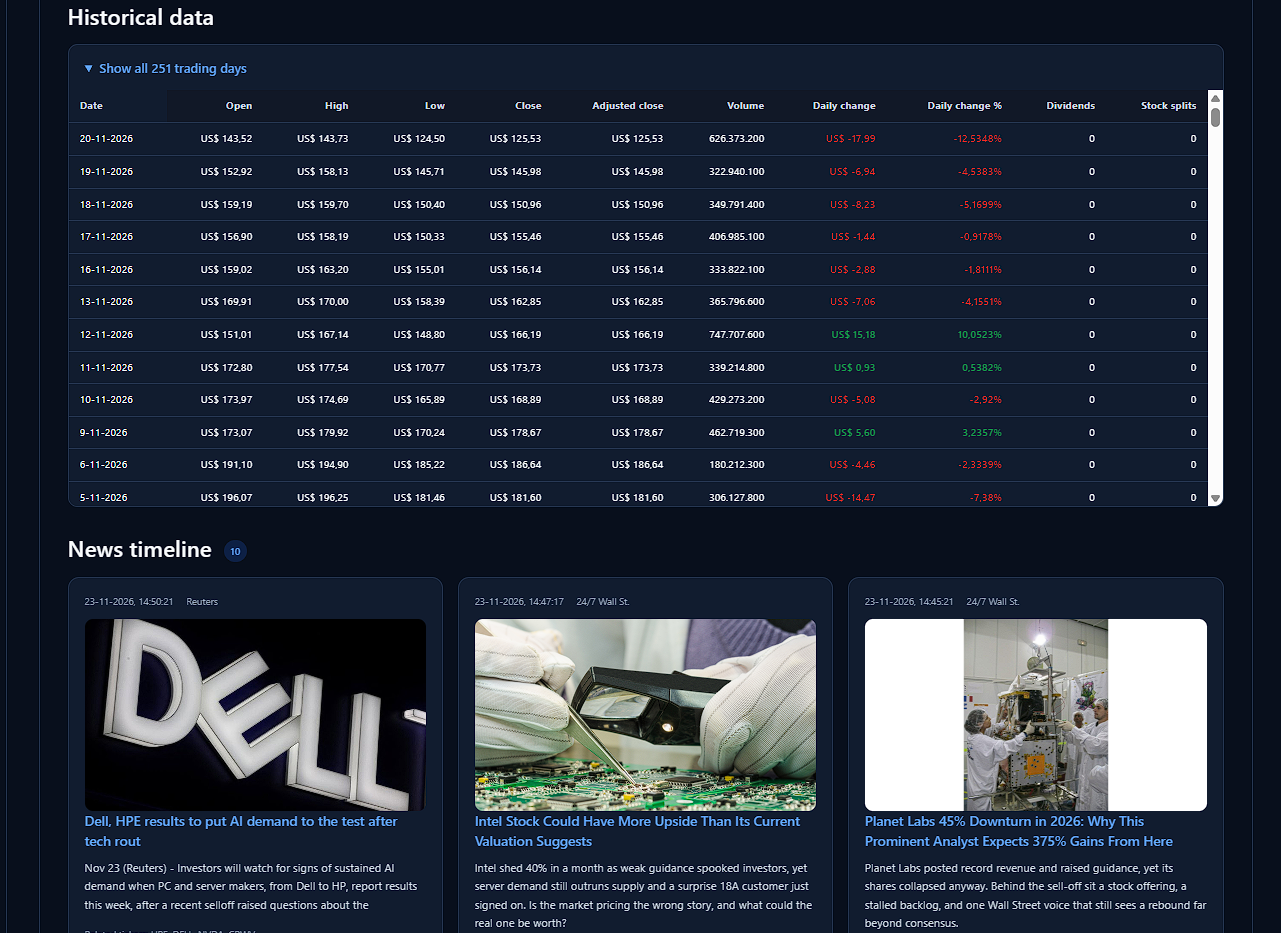 Historical data
▼ Show all 251 trading days
Date Open High Low Close Adjusted close Volume Daily change Daily change % Dividends Stock splits
20-11-2026 US$ 143,52 US$ 143,73 US$ 124,50 US$ 125,53 US$ 125,53 626.373.200 US$ -17,99 -12,5348% 0 0
19-11-2026 US$ 152,92 US$ 158,13 US$ 145,71 US$ 145,98 US$ 145,98 322.940.100 US$ -6,94 -4,5383% 0 0
18-11-2026 US$ 159,19 US$ 159,70 US$ 150,40 US$ 150,96 US$ 150,96 349.791.400 US$ -8,23 -5,1699% 0 0
17-11-2026 US$ 156,90 US$ 158,19 US$ 150,33 US$ 155,46 US$ 155,46 406.985.100 US$ -1,44 -0,9178% 0 0
16-11-2026 US$ 159,02 US$ 163,20 US$ 155,01 US$ 156,14 US$ 156,14 333.822.100 US$ -2,88 -1,8111% 0 0
13-11-2026 US$ 169,91 US$ 170,00 US$ 158,39 US$ 162,85 US$ 162,85 365.796.600 US$ -7,06 -4,1551% 0 0
12-11-2026 US$ 151,01 US$ 167,14 US$ 148,80 US$ 166,19 US$ 166,19 747.707.600 US$ 15,18 10,0523% 0 0
11-11-2026 US$ 172,80 US$ 177,54 US$ 170,77 US$ 173,73 US$ 173,73 339.214.800 US$ 0,93 0,5382% 0 0
10-11-2026 US$ 173,97 US$ 174,69 US$ 165,89 US$ 168,89 US$ 168,89 429.273.200 US$ -5,08 -2,92% 0 0
9-11-2026 US$ 173,07 US$ 179,92 US$ 170,24 US$ 178,67 US$ 178,67 462.719.300 US$ 5,60 3,2357% 0 0
6-11-2026 US$ 191,10 US$ 194,90 US$ 185,22 US$ 186,64 US$ 186,64 180.212.300 US$ -4,46 -2,3339% 0 0
5-11-2026 US$ 196,07 US$ 196,25 US$ 181,46 US$ 181,60 US$ 181,60 306.127.800 US$ -14,47 -7,38% 0 0
News timeline 10
23-11-2026, 14:50:21 Reuters
DELL
Dell, HPE results to put AI demand to the test after
tech rout
Nov 23 (Reuters) - Investors will watch for signs of sustained AI
demand when PC and server makers, from Dell to HP, report results
this week, after a recent selloff raised questions about the
23-11-2026, 14:47:17 24/7 Wall St.
Intel Stock Could Have More Upside Than Its Current
Valuation Suggests
Intel shed 40% in a month as weak guidance spooked investors, yet
server demand still outruns supply and a surprise 18A customer just
signed on. Is the market pricing the wrong story, and what could the
real one be worth?
23-11-2026, 14:45:21 24/7 Wall St.
Planet Labs 45% Downturn in 2026: Why This
Prominent Analyst Expects 375% Gains From Here
Planet Labs posted record revenue and raised guidance, yet its
shares collapsed anyway. Behind the sell-off sit a stock offering, a
stalled backlog, and one Wall Street voice that still sees a rebound far
beyond consensus.